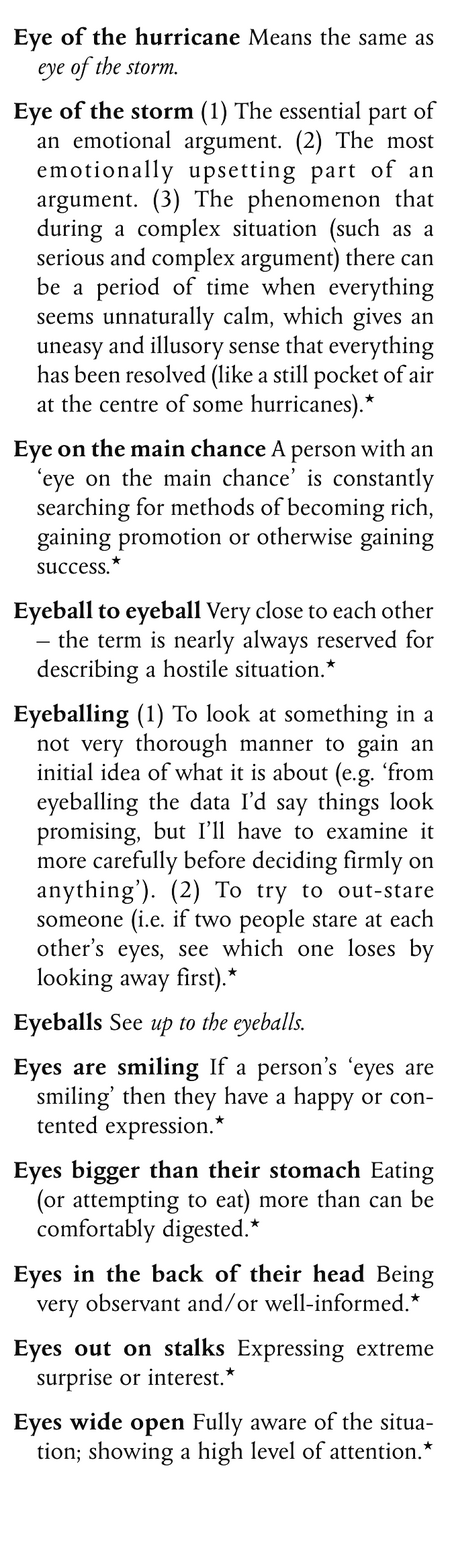 Eye of the hurricane Means the same as
eye of the storm.
Eye of the storm (1) The essential part of
an emotional argument. (2) The most
emotionally upsetting part of an
argument. (3) The phenomenon that
during a complex situation (such as a
serious and complex argument) there can
be a period of time when everything
seems unnaturally calm, which gives an
uneasy and illusory sense that everything
has been resolved (like a still pocket of air
at the centre of some hurricanes).★
Eye on the main chance A person with an
‘eye on the main chance’ is constantly
searching for methods of becoming rich,
gaining promotion or otherwise gaining
success.★
Eyeball to eyeball Very close to each other
– the term is nearly always reserved for
describing a hostile situation.★
Eyeballing (1) To look at something in a
not very thorough manner to gain an
initial idea of what it is about (e.g. ‘from
eyeballing the data I’d say things look
promising, but I’ll have to examine it
more carefully before deciding firmly on
anything’). (2) To try to out-stare
someone (i.e. if two people stare at each
other’s eyes, see which one loses by
looking away first).★
Eyeballs See up to the eyeballs.
Eyes are smiling If a person’s ‘eyes are
smiling’ then they have a happy or con-
tented expression.★
Eyes bigger than their stomach Eating
(or attempting to eat) more than can be
comfortably digested.★
Eyes in the back of their head Being
very observant and/or well-informed.★
Eyes out on stalks Expressing extreme
surprise or interest.★
Eyes wide open Fully aware of the situa-
tion; showing a high level of attention.★